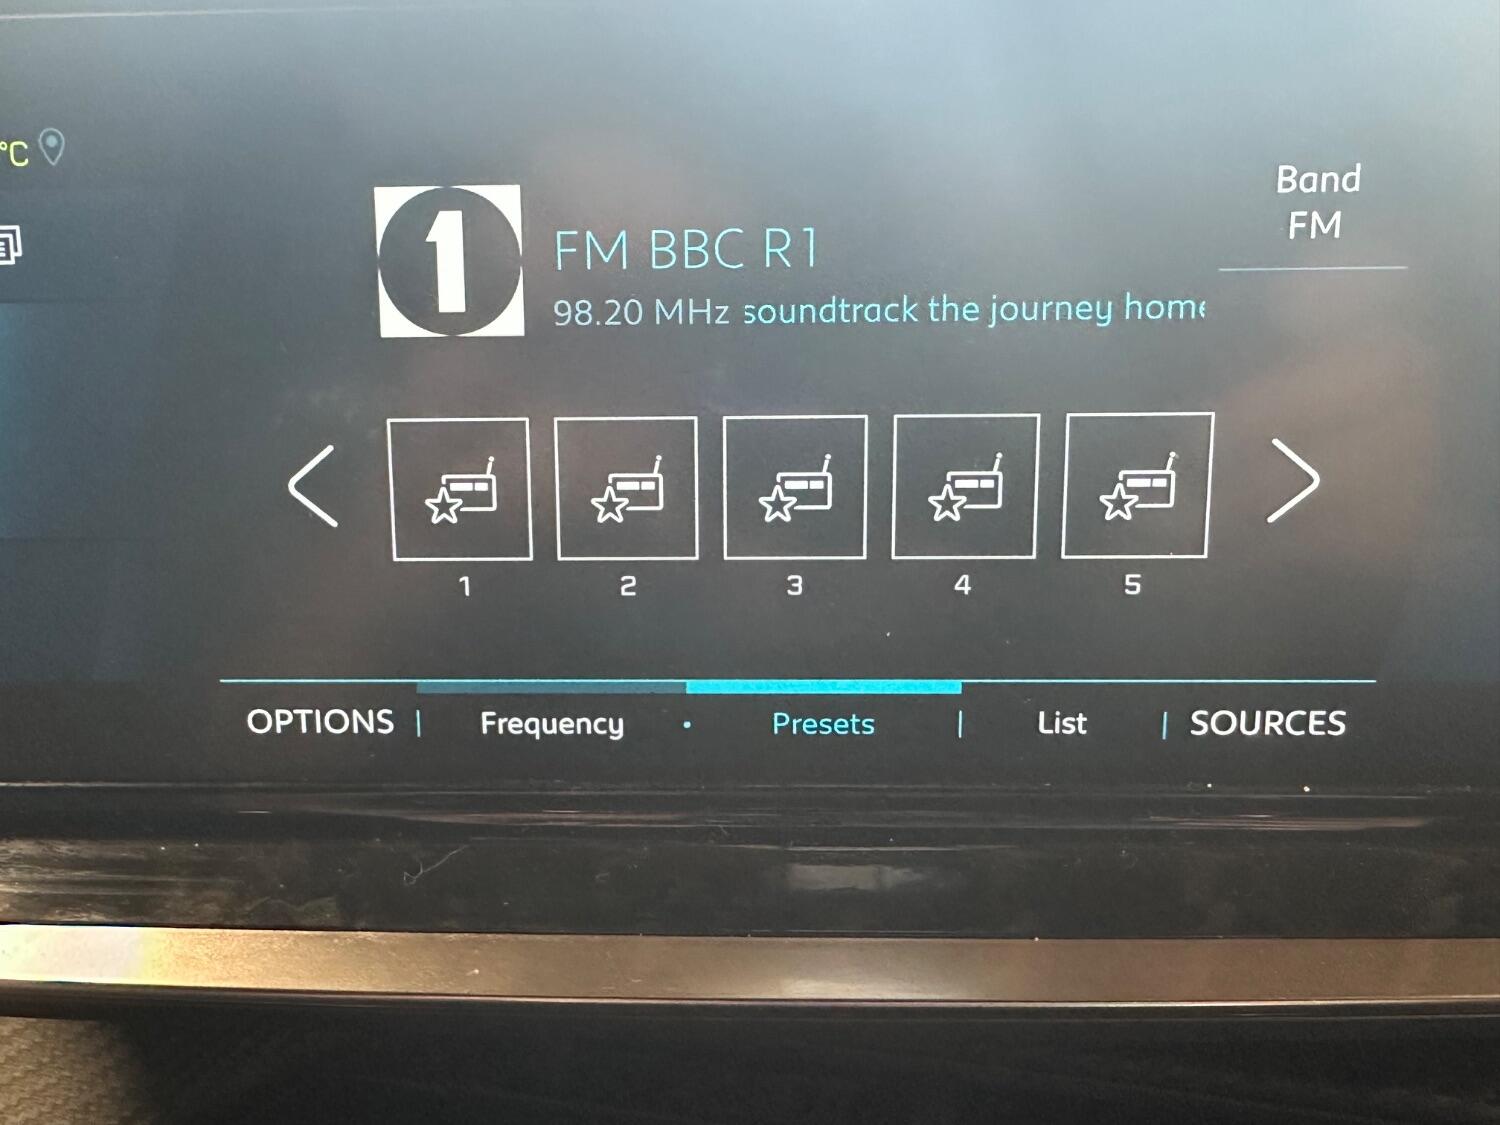 °C
Band
FM
1
FM BBC R1
98.20 MHz soundtrack the journey home
1 2 3 4 5
OPTIONS | Frequency • Presets | List | SOURCES